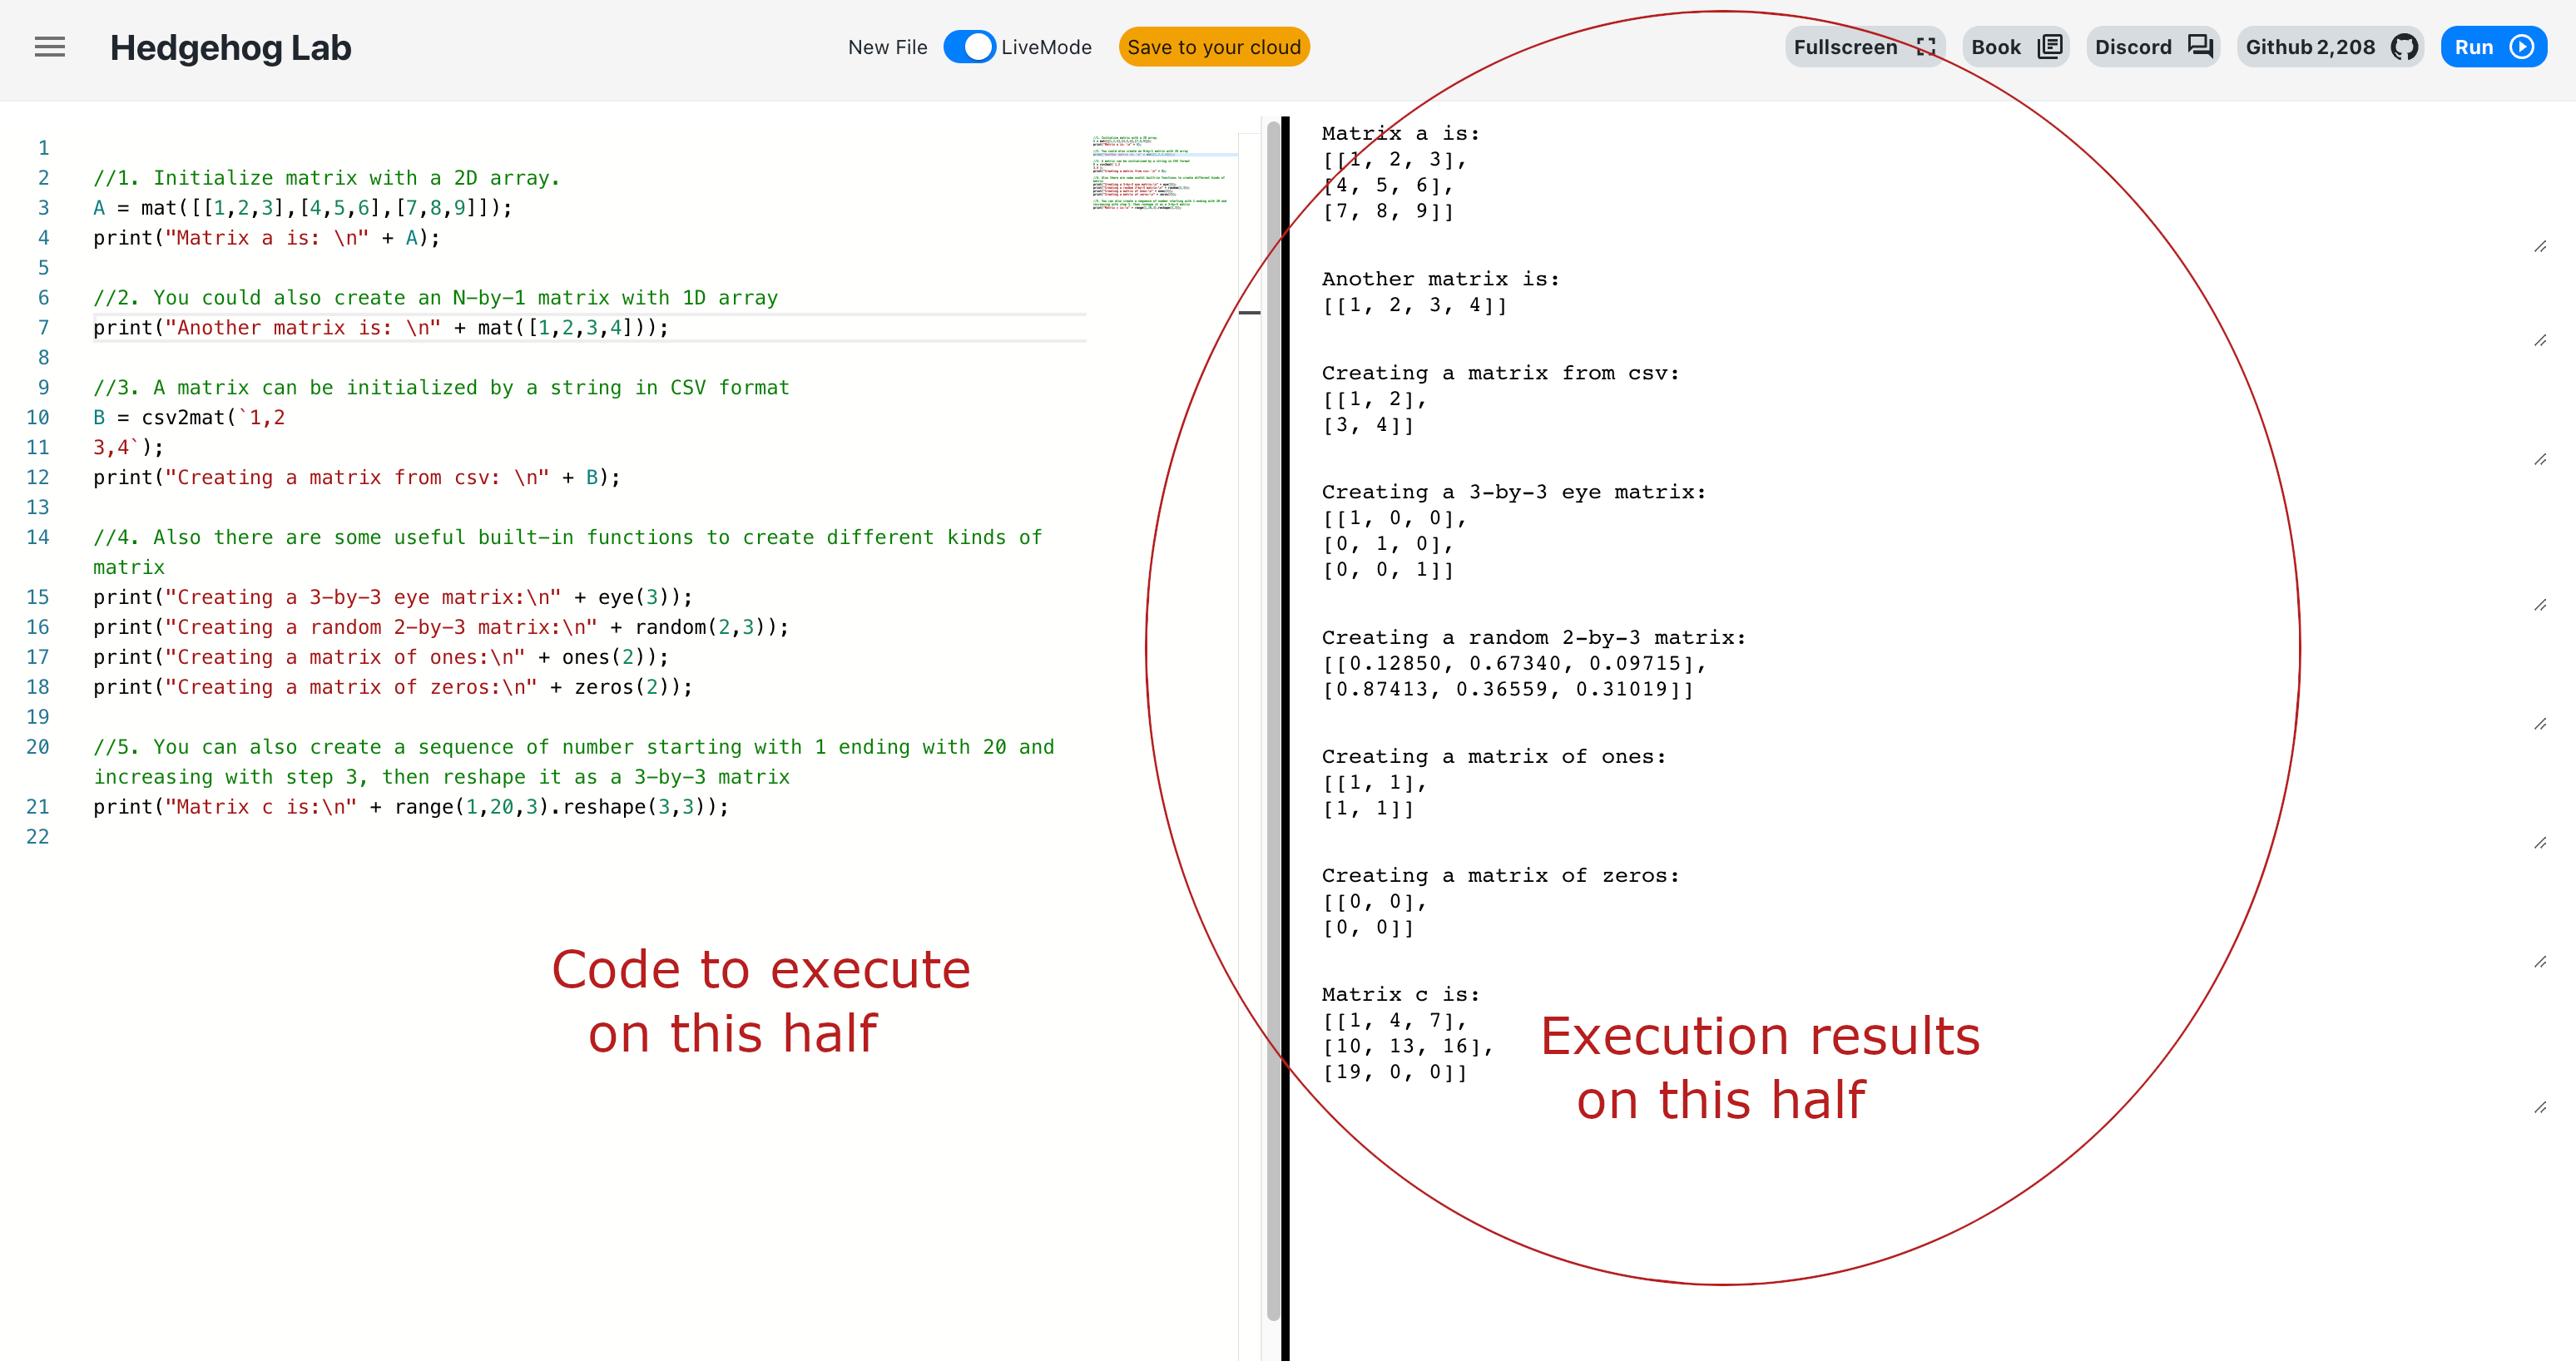 Hedgehog Lab
New File LiveMode Save to your cloud Fullscreen Book Discord Github 2,208 Run
1
2 //1. Initialize matrix with a 2D array.
3 A = mat([[1,2,3],[4,5,6],[7,8,9]]);
4 print("Matrix a is: \n" + A);
5
6 //2. You could also create an N-by-1 matrix with 1D array
7 print("Another matrix is: \n" + mat([1,2,3,4]));
8
9 //3. A matrix can be initialized by a string in CSV format
10 B = csv2mat(`1,2
11 3,4`);
12 print("Creating a matrix from csv: \n" + B);
13
14 //4. Also there are some useful built-in functions to create different kinds of
matrix
15 print("Creating a 3-by-3 eye matrix:\n" + eye(3));
16 print("Creating a random 2-by-3 matrix:\n" + random(2,3));
17 print("Creating a matrix of ones:\n" + ones(2));
18 print("Creating a matrix of zeros:\n" + zeros(2));
19
20 //5. You can also create a sequence of number starting with 1 ending with 20 and
increasing with step 3, then reshape it as a 3-by-3 matrix
21 print("Matrix c is:\n" + range(1,20,3).reshape(3,3));
22
Code to execute
on this half
Matrix a is:
[[1, 2, 3],
[4, 5, 6],
[7, 8, 9]]
Another matrix is:
[[1, 2, 3, 4]]
Creating a matrix from csv:
[[1, 2],
[3, 4]]
Creating a 3-by-3 eye matrix:
[[1, 0, 0],
[0, 1, 0],
[0, 0, 1]]
Creating a random 2-by-3 matrix:
[[0.12850, 0.67340, 0.09715],
[0.87413, 0.36559, 0.31019]]
Creating a matrix of ones:
[[1, 1],
[1, 1]]
Creating a matrix of zeros:
[[0, 0],
[0, 0]]
Matrix c is:
[[1, 4, 7],
[10, 13, 16],
[19, 0, 0]]
Execution results
on this half